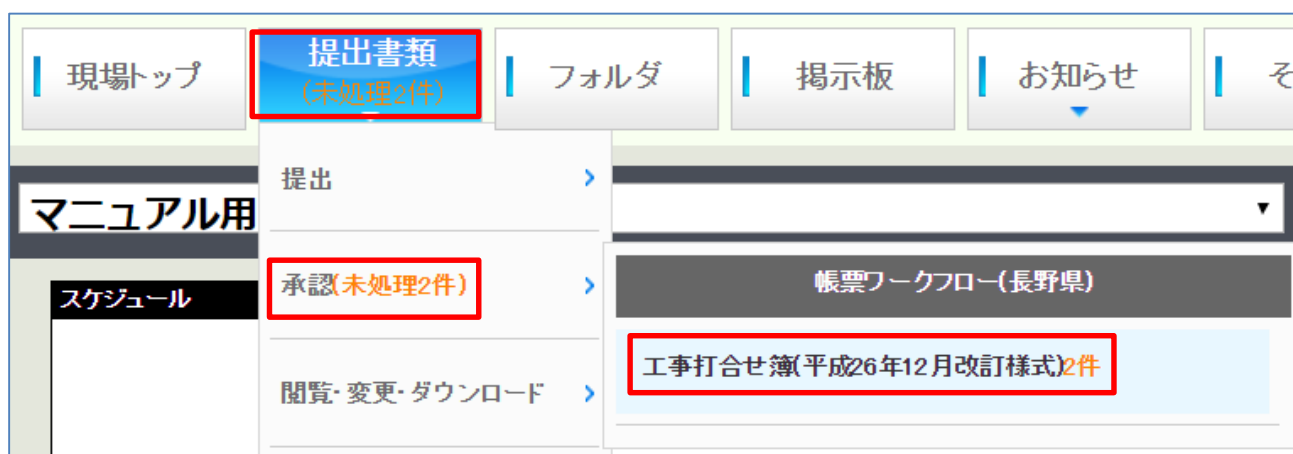 現場トップ
提出書類
(未処理2件)
フォルダ
掲示板
お知らせ
そ
マニュアル用
スケジュール
提出
承認(未処理2件)
閲覧・変更・ダウンロード
帳票ワークフロー(長野県)
工事打合せ簿(平成26年12月改訂様式)2件